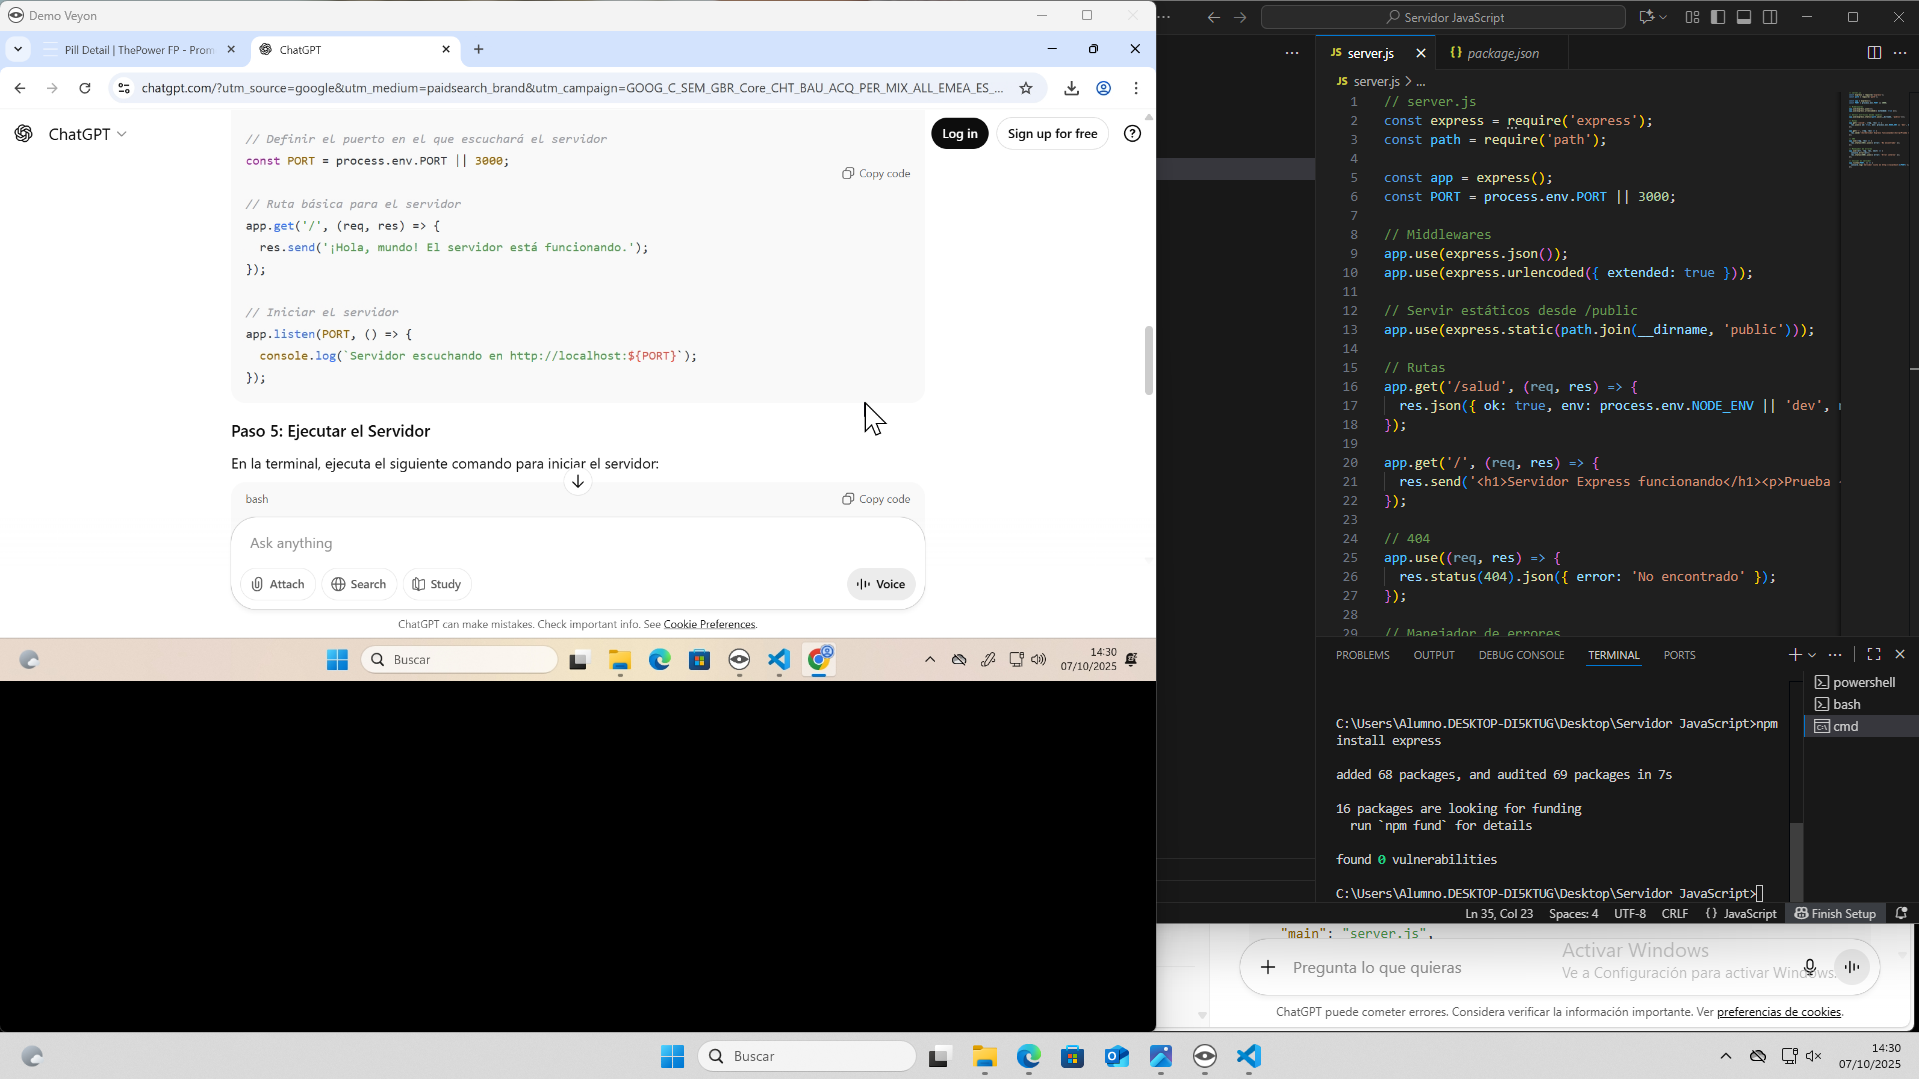 Demo Veyon
Pill Detail | ThePower FP - Prom
ChatGPT
chatgpt.com/?utm_source=google&utm_medium=paidsearch_brand&utm_campaign=GOOG_C_SEM_GBR_Core_CHT_BAU_ACQ_PER_MIX_ALL_EMEA_ES_...
ChatGPT
Log in
Sign up for free
// Definir el puerto en el que escuchará el servidor
const PORT = process.env.PORT || 3000;
Copy code
// Ruta básica para el servidor
app.get('/', (req, res) => {
res.send('¡Hola, mundo! El servidor está funcionando.');
});
// Iniciar el servidor
app.listen(PORT, () => {
console.log(`Servidor escuchando en http://localhost:${PORT}`);
});
Paso 5: Ejecutar el Servidor
En la terminal, ejecuta el siguiente comando para iniciar el servidor:
bash
Copy code
Ask anything
Attach
Search
Study
Voice
ChatGPT can make mistakes. Check important info. See Cookie Preferences.
Buscar
14:30
07/10/2025
Servidor JavaScript
JS server.js
{} package.json
JS server.js > ...
1 // server.js
2 const express = require('express');
3 const path = require('path');
4
5 const app = express();
6 const PORT = process.env.PORT || 3000;
7
8 // Middlewares
9 app.use(express.json());
10 app.use(express.urlencoded({ extended: true }));
11
12 // Servir estáticos desde /public
13 app.use(express.static(path.join(__dirname, 'public')));
14
15 // Rutas
16 app.get('/salud', (req, res) => {
17 res.json({ ok: true, env: process.env.NODE_ENV || 'dev',
18 });
19
20 app.get('/', (req, res) => {
21 res.send('<h1>Servidor Express funcionando</h1><p>Prueba
22 });
23
24 // 404
25 app.use((req, res) => {
26 res.status(404).json({ error: 'No encontrado' });
27 });
28
29 // Manejador de errores
PROBLEMS
OUTPUT
DEBUG CONSOLE
TERMINAL
PORTS
powershell
bash
cmd
C:\Users\Alumno.DESKTOP-DI5KTUG\Desktop\Servidor JavaScript>npm
install express
added 68 packages, and audited 69 packages in 7s
16 packages are looking for funding
run `npm fund` for details
found 0 vulnerabilities
C:\Users\Alumno.DESKTOP-DI5KTUG\Desktop\Servidor JavaScript>
Ln 35, Col 23
Spaces: 4
UTF-8
CRLF
{} JavaScript
Finish Setup
"main": "server.js",
Pregunta lo que quieras
Activar Windows
Ve a Configuración para activar Windows.
ChatGPT puede cometer errores. Considera verificar la información importante. Ver preferencias de cookies.
Buscar
14:30
07/10/2025